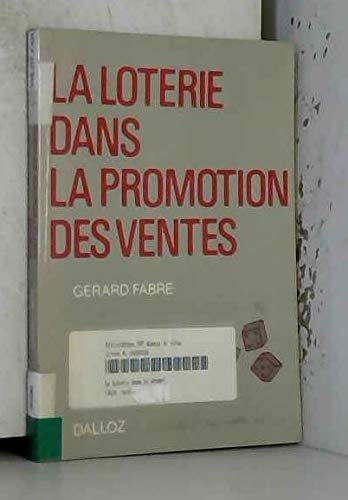 LA LOTERIE
DANS
LA PROMOTION
DES VENTES
GERARD FABRE
DALLOZ